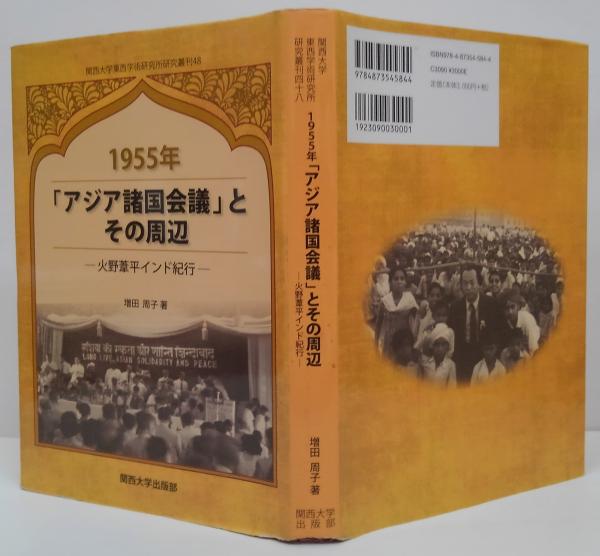 関西大学東西学術研究所研究叢刊48
1955年
「アジア諸国会議」と
その周辺
─火野葦平インド紀行─
増田 周子 著
LONG LIVE ASIAN SOLIDARITY AND PEACE
関西大学出版部
関西大学
東西学術研究所
研究叢刊四十八
1955年「アジア諸国会議」とその周辺
─火野葦平インド紀行─
増田 周子 著
関西大学
出版部
ISBN978-4-87354-584-4
C3090 ¥3000E
9784873545844
1923090030001